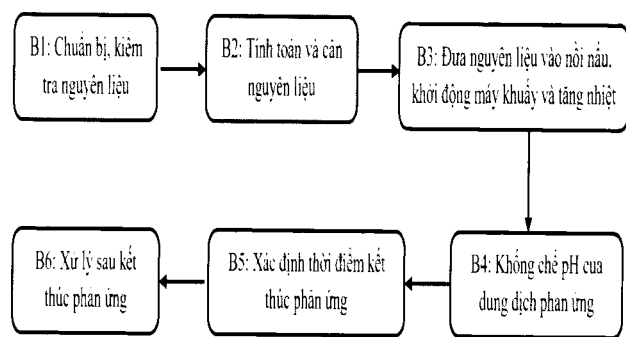 B1: Chuẩn bị, kiểm
tra nguyên liệu
B2: Tính toán và cân
nguyên liệu
B3: Đưa nguyên liệu vào nồi nấu,
khởi động máy khuấy và tăng nhiệt
B4: Khống chế pH cua
dung dịch phan ứng
B5: Xác định thời điểm kết
thúc phản ứng
B6: Xử lý sau kết
thúc phản ứng